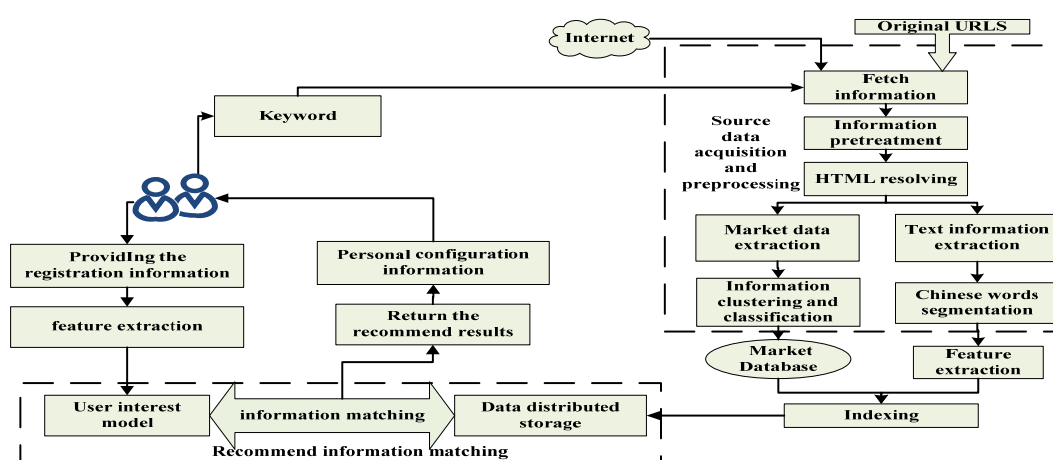 Original URLS
Internet
Fetch
information
Keyword
Information
pretreatment
Source
data
acquisition
and
preprocessing
HTML resolving
Market data
extraction
Text information
extraction
ProvidIng the
registration information
Personal configuration
information
Information
clustering and
classification
Chinese words
segmentation
feature extraction
Return the
recommend results
Market
Database
Feature
extraction
User interest
model
information matching
Data distributed
storage
Indexing
Recommend information matching